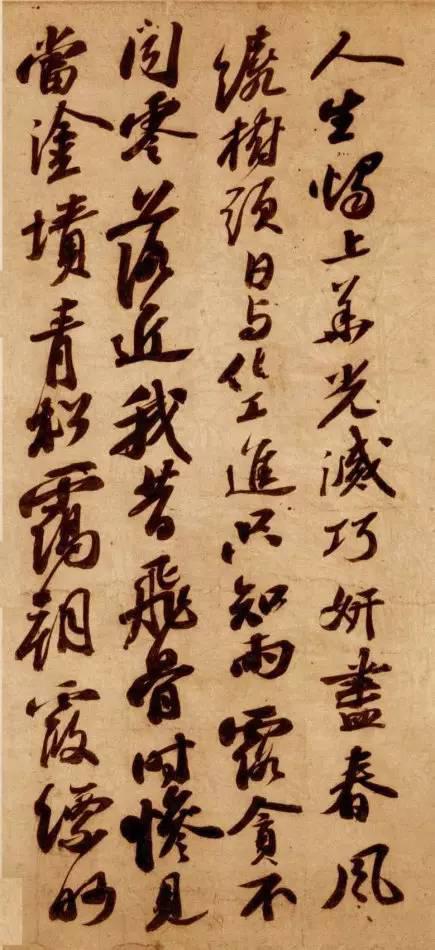 人生燭上華光滅巧妍盡春風
繞樹頭日与化工進只知雨露貪不
聞零落近我昔飛骨時慘見
當塗墳青松靄朝霞縹眇